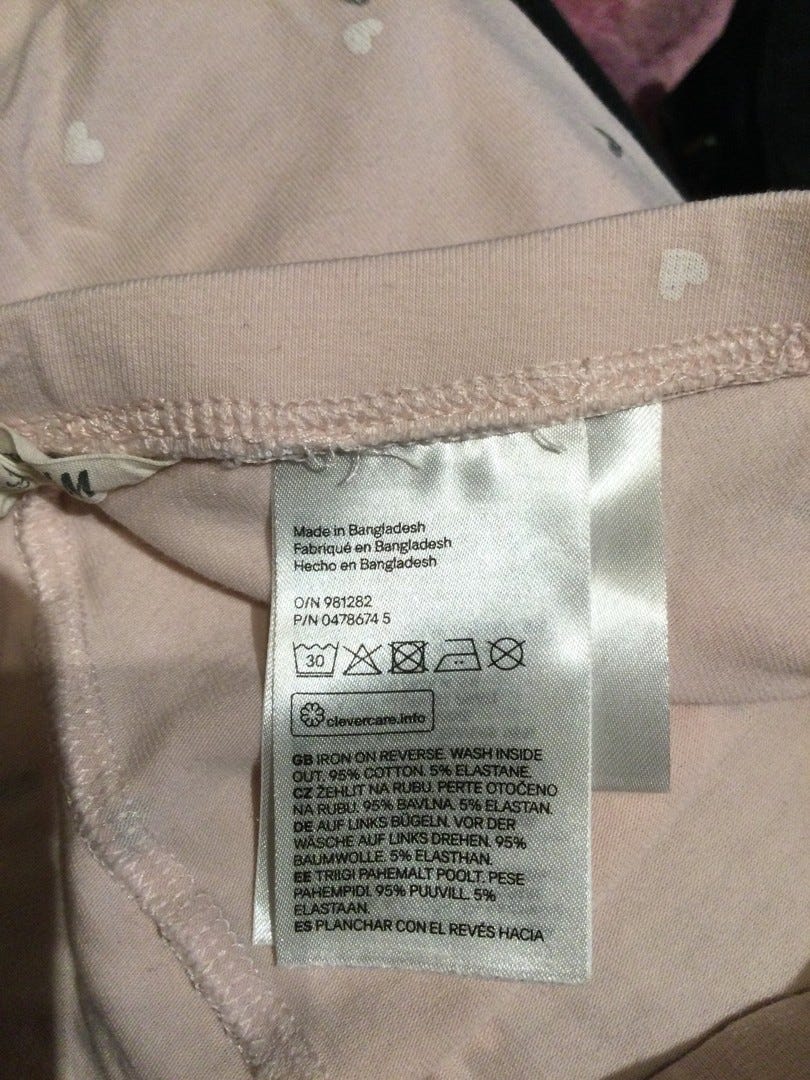 M
Made in Bangladesh
Fabriqué en Bangladesh
Hecho en Bangladesh
O/N 981282
P/N 0478674 5
30
clevercare.info
GB IRON ON REVERSE. WASH INSIDE
OUT. 95% COTTON. 5% ELASTANE.
CZ ŽEHLIT NA RUBU. PERTE OTOČENO
NA RUBU. 95% BAVLNA. 5% ELASTAN.
DE AUF LINKS BÜGELN. VOR DER
WÄSCHE AUF LINKS DREHEN. 95%
BAUMWOLLE. 5% ELASTHAN.
EE TRIIGI PAHEMALT POOLT. PESE
PAHEMPIDI. 95% PUUVILL. 5%
ELASTAAN.
ES PLANCHAR CON EL REVÉS HACIA